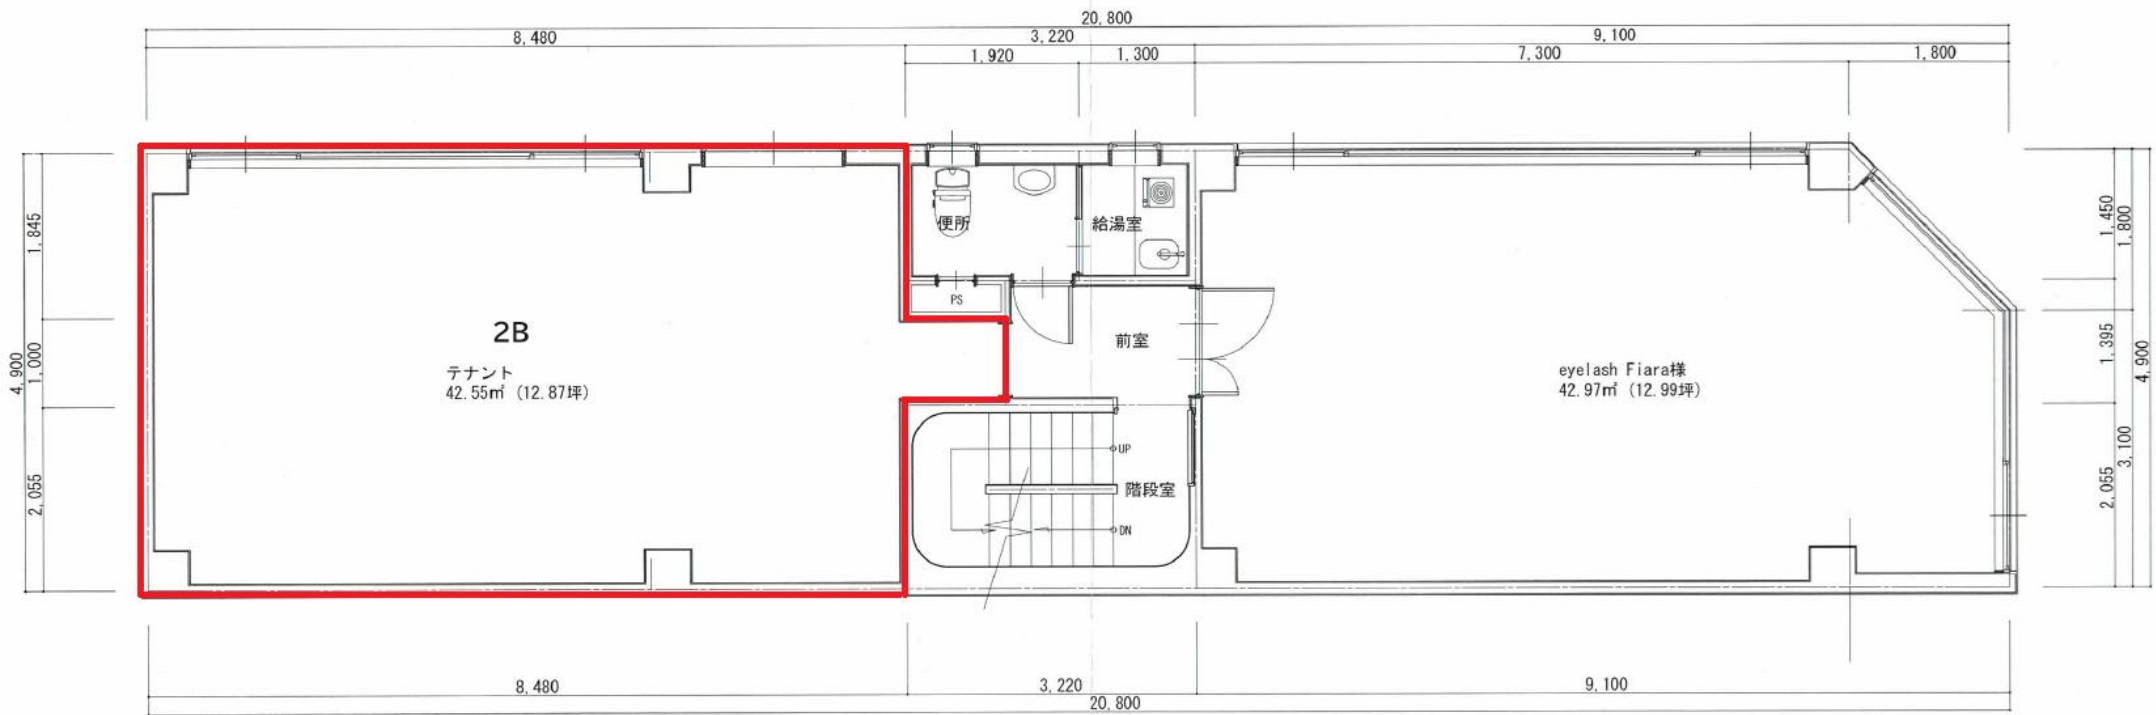 20,800
8,480
3,220
9,100
1,920
1,300
7,300
1,800
4,900
1,845
1,000
2,055
便所
給湯室
PS
2B
テナント
42.55㎡ (12.87坪)
前室
eyelash Fiara様
42.97㎡ (12.99坪)
UP
階段室
DN
1,450
1,800
1,395
4,900
3,100
2,055
8,480
3,220
9,100
20,800